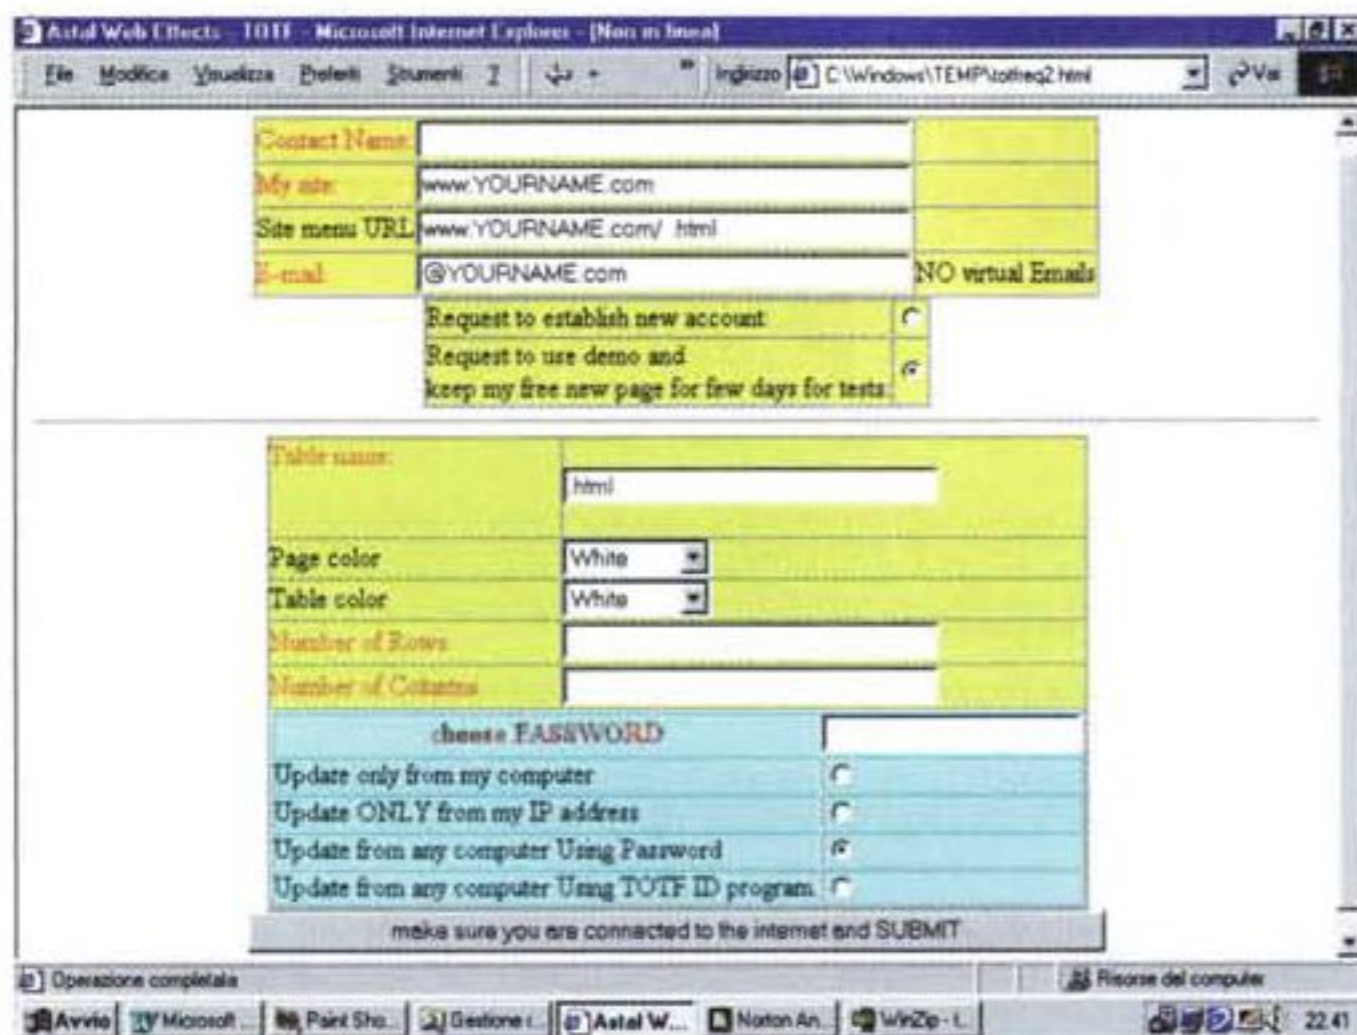 Astal Web Effects - TOTF - Microsoft Internet Explorer - [Non in linea]
File Modifica Visualizza Preferiti Strumenti ? » Indirizzo C:\Windows\TEMP\totfreq2.html Vai
Contact Name:
My site: www.YOURNAME.com
Site menu URL www.YOURNAME.com/ .html
E-mail: @YOURNAME.com NO virtual Emails
Request to establish new account
Request to use demo and
keep my free new page for few days for tests.
Table name:
.html
Page color White
Table color White
Number of Rows
Number of Columns
choose PASSWORD
Update only from my computer
Update ONLY from my IP address
Update from any computer Using Password
Update from any computer Using TOTF ID program.
make sure you are connected to the internet and SUBMIT
Operazione completata Risorse del computer
Avvio Microsoft ... Paint Sho... Gestione r... Astal W... Norton An... WinZip - ... 22.41